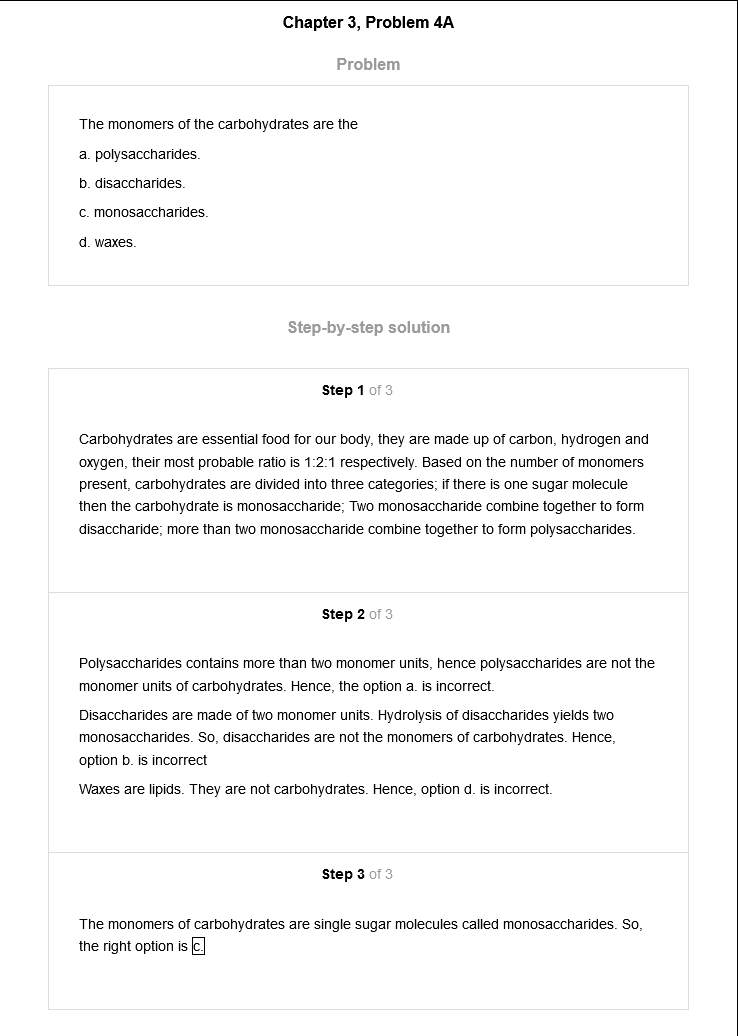 Chapter 3, Problem 4A
Problem
The monomers of the carbohydrates are the
a. polysaccharides.
b. disaccharides.
c. monosaccharides.
d. waxes.
Step-by-step solution
Step 1 of 3
Carbohydrates are essential food for our body, they are made up of carbon, hydrogen and
oxygen, their most probable ratio is 1:2:1 respectively. Based on the number of monomers
present, carbohydrates are divided into three categories; if there is one sugar molecule
then the carbohydrate is monosaccharide; Two monosaccharide combine together to form
disaccharide; more than two monosaccharide combine together to form polysaccharides.
Step 2 of 3
Polysaccharides contains more than two monomer units, hence polysaccharides are not the
monomer units of carbohydrates. Hence, the option a. is incorrect.
Disaccharides are made of two monomer units. Hydrolysis of disaccharides yields two
monosaccharides. So, disaccharides are not the monomers of carbohydrates. Hence,
option b. is incorrect
Waxes are lipids. They are not carbohydrates. Hence, option d. is incorrect.
Step 3 of 3
The monomers of carbohydrates are single sugar molecules called monosaccharides. So,
the right option is c.